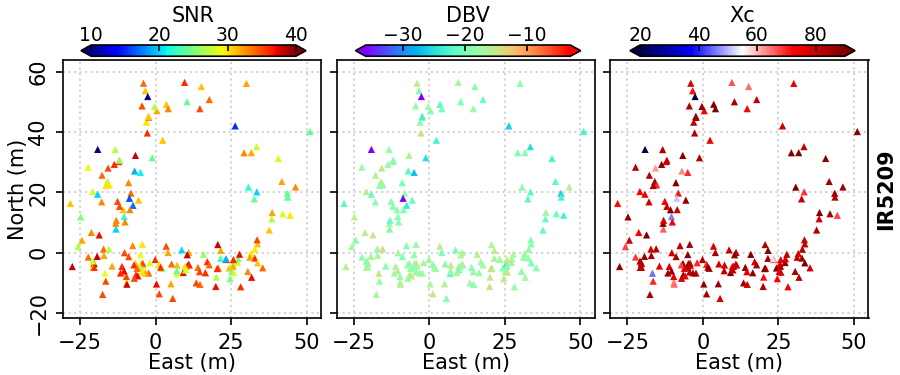 SNR DBV Xc
10 20 30 40 −30 −20 −10 20 40 60 80
60
40
20
0
−20
North (m)
IR5209
−25 0 25 50 −25 0 25 50 −25 0 25 50
East (m) East (m) East (m)